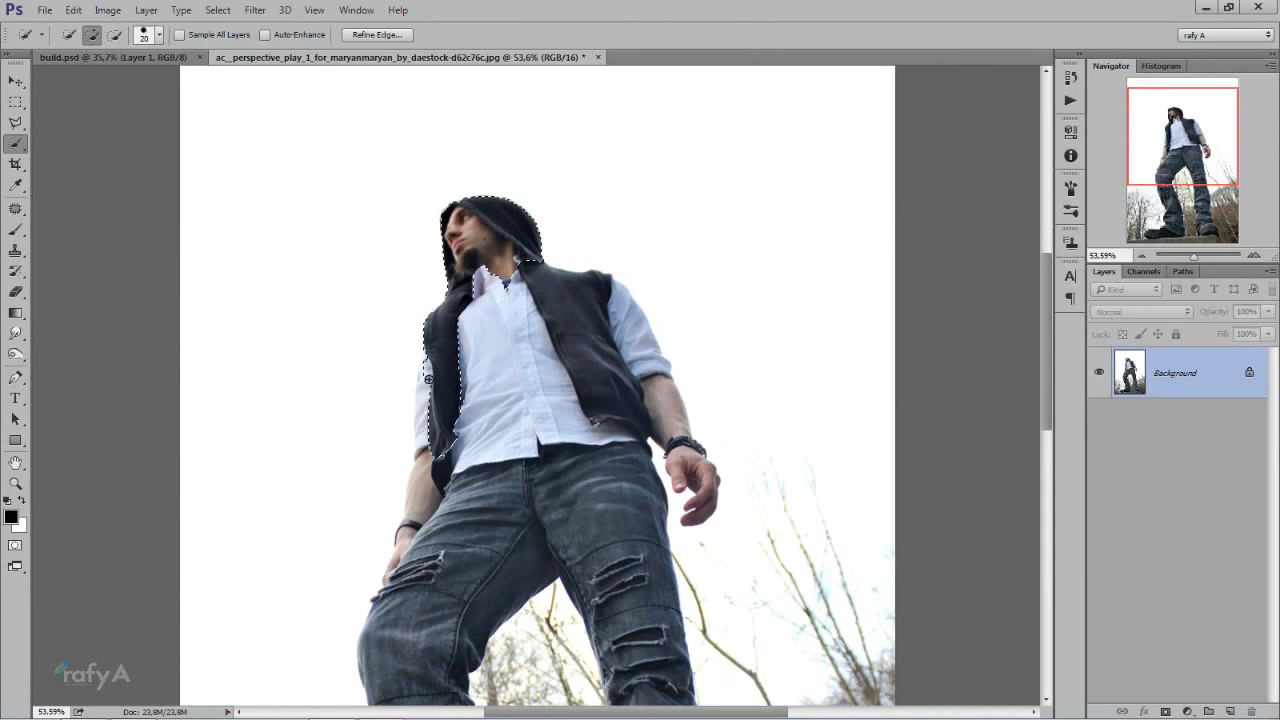 Ps File Edit Image Layer Type Select Filter 3D View Window Help
20 Sample All Layers Auto-Enhance Refine Edge... rafy A
build.psd @ 35,7% (Layer 1, RGB/8) × ac__perspective_play_1_for_maryanmaryan_by_daestock-d62c76c.jpg @ 53,6% (RGB/16) * ×
Navigator Histogram
53,59%
Layers Channels Paths
Kind
Normal Opacity: 100%
Lock: Fill: 100%
Background
rafy A
53,59% Doc: 23,8M/23,8M